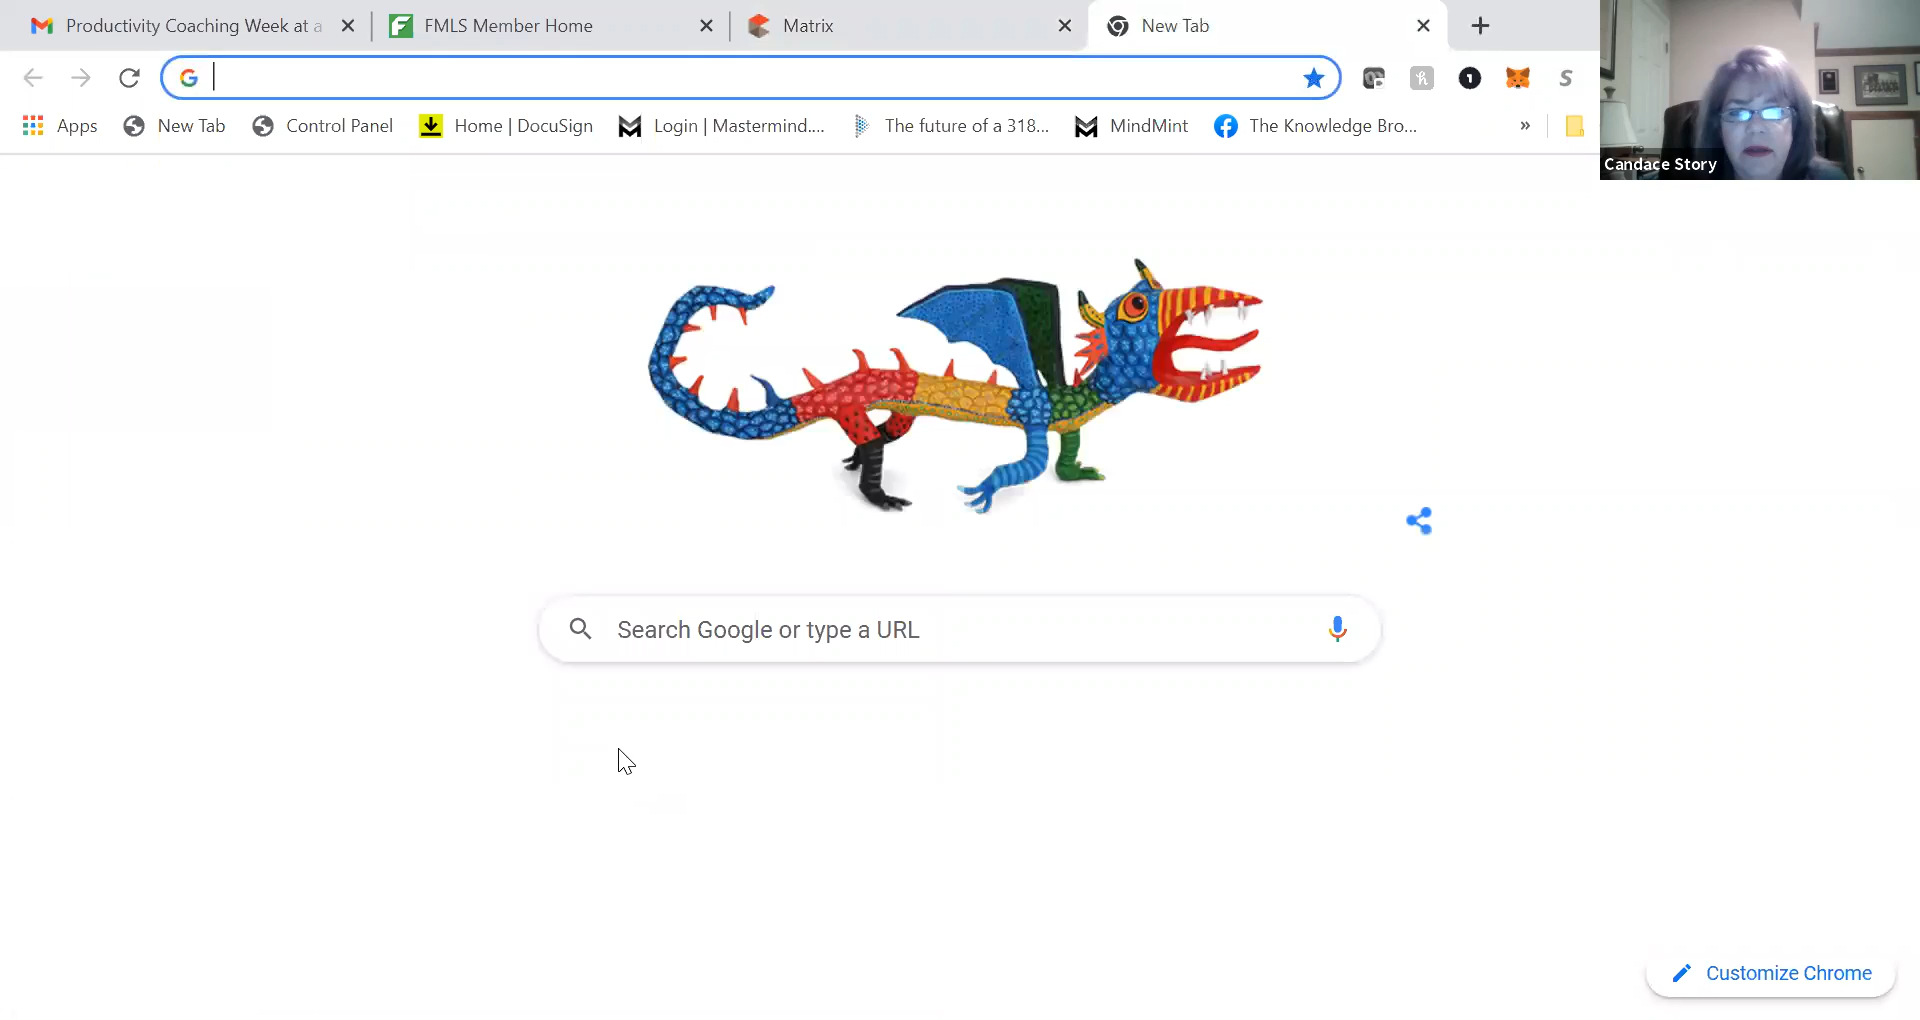 Productivity Coaching Week at a
FMLS Member Home
Matrix
New Tab
Apps
New Tab
Control Panel
Home | DocuSign
Login | Mastermind....
The future of a 318...
MindMint
The Knowledge Bro...
»
Candace Story
Search Google or type a URL
Customize Chrome